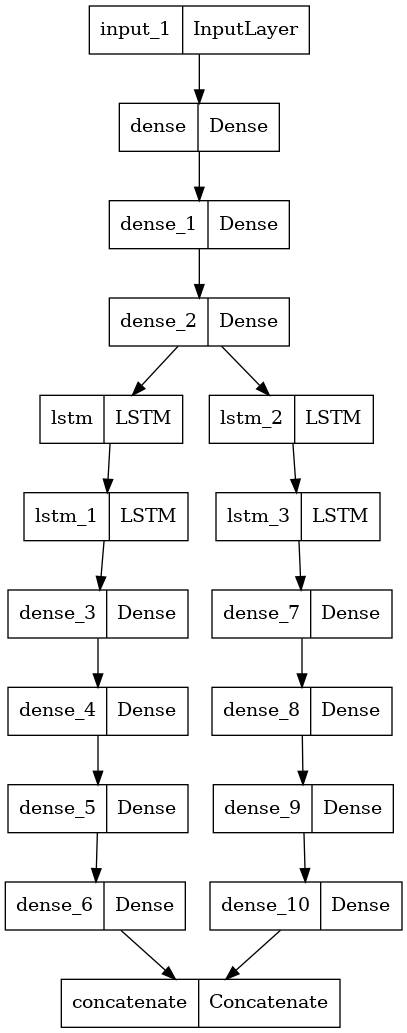 input_1 InputLayer
dense Dense
dense_1 Dense
dense_2 Dense
lstm LSTM lstm_2 LSTM
lstm_1 LSTM lstm_3 LSTM
dense_3 Dense dense_7 Dense
dense_4 Dense dense_8 Dense
dense_5 Dense dense_9 Dense
dense_6 Dense dense_10 Dense
concatenate Concatenate